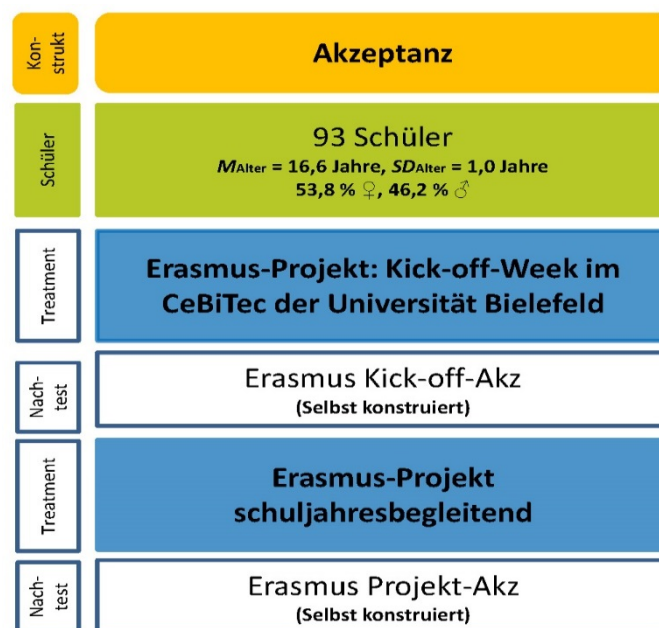 Kon-
strukt
Akzeptanz
Schüler
93 Schüler
MAlter = 16,6 Jahre, SDAlter = 1,0 Jahre
53,8 % ♀, 46,2 % ♂
Treatment
Erasmus-Projekt: Kick-off-Week im
CeBiTec der Universität Bielefeld
Nach-
test
Erasmus Kick-off-Akz
(Selbst konstruiert)
Treatment
Erasmus-Projekt
schuljahresbegleitend
Nach-
test
Erasmus Projekt-Akz
(Selbst konstruiert)